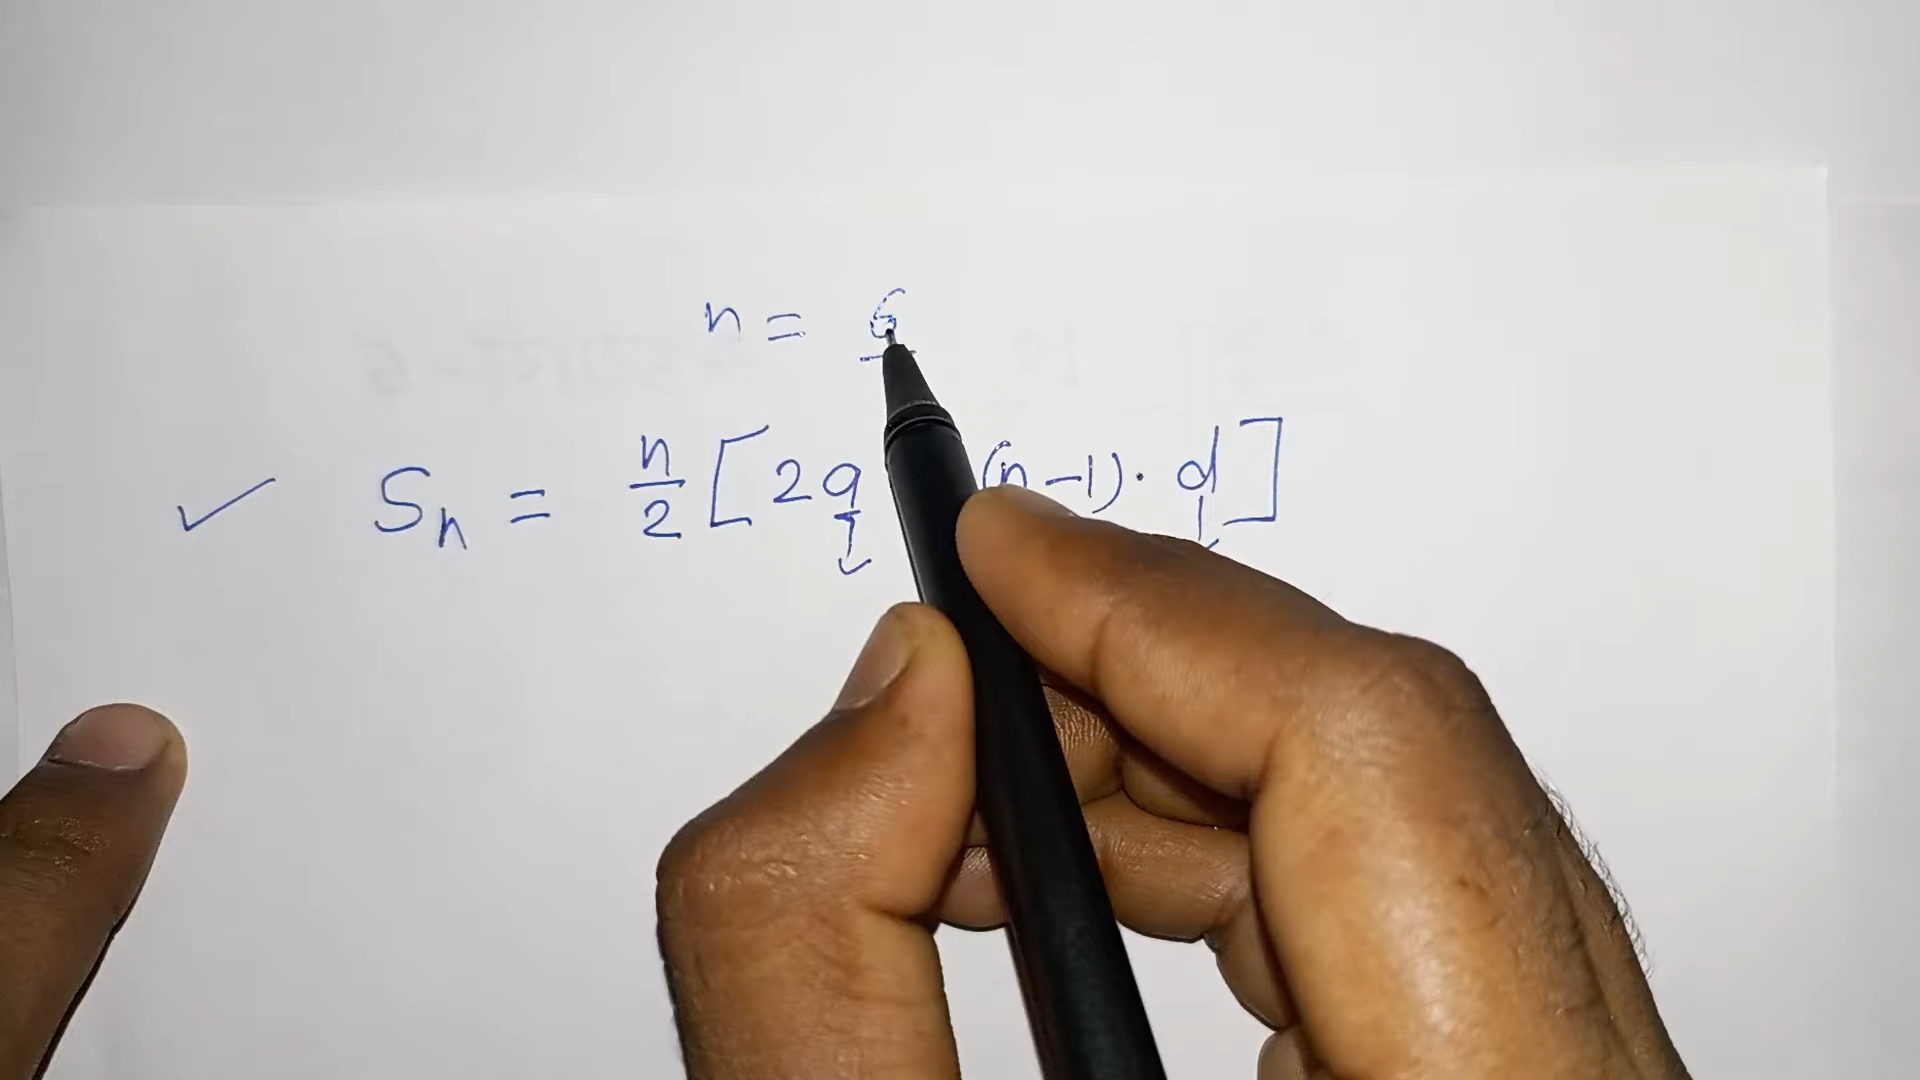 n = 6
Sn = n/2 [2a (n-1)· d]